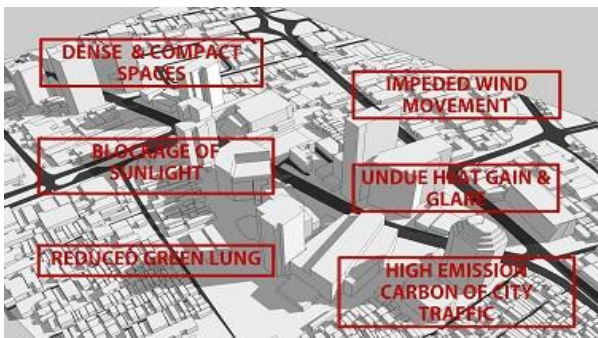 DENSE & COMPACT
SPACES
IMPEDED WIND
MOVEMENT
BLOCKAGE OF
SUNLIGHT
UNDUE HEAT GAIN &
GLARE
REDUCED GREEN LUNG
HIGH EMISSION
CARBON OF CITY
TRAFFIC